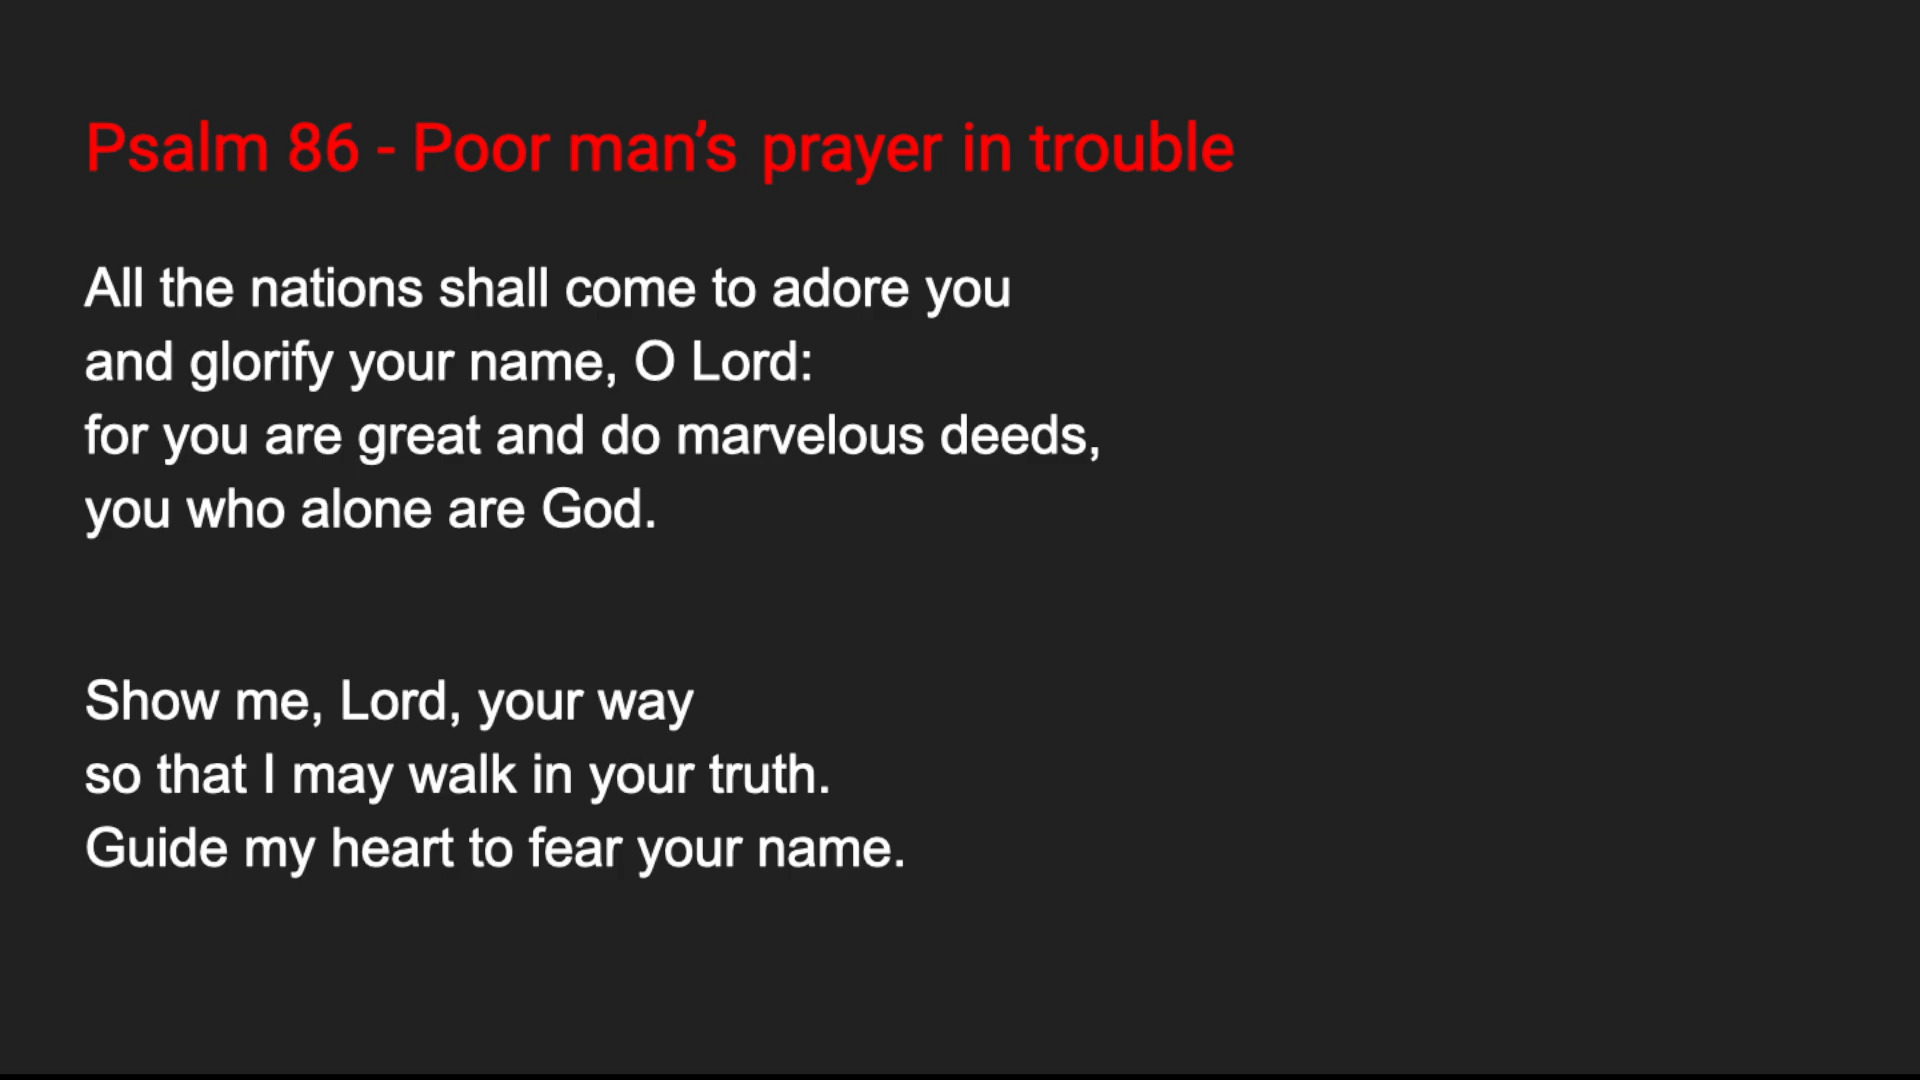 Psalm 86 - Poor man’s prayer in trouble
All the nations shall come to adore you
and glorify your name, O Lord:
for you are great and do marvelous deeds,
you who alone are God.
Show me, Lord, your way
so that I may walk in your truth.
Guide my heart to fear your name.